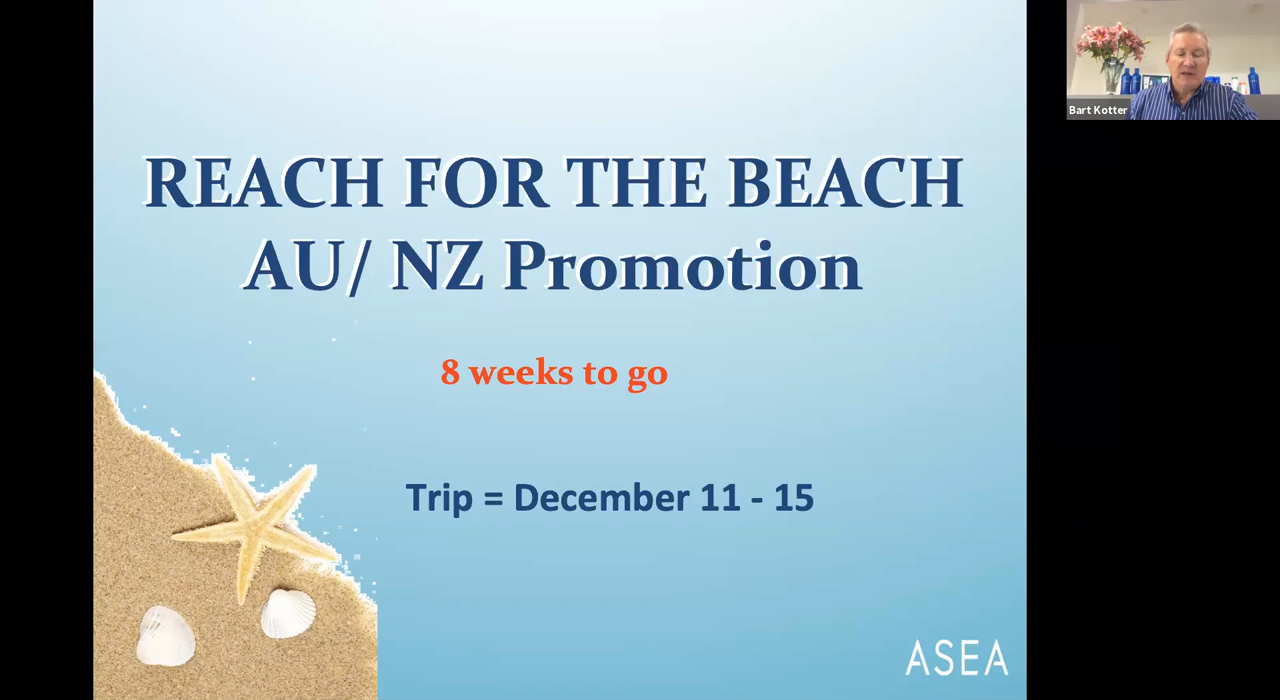 REACH FOR THE BEACH
AU/ NZ Promotion
8 weeks to go
Trip = December 11 - 15
ASEA
Bart Kotter